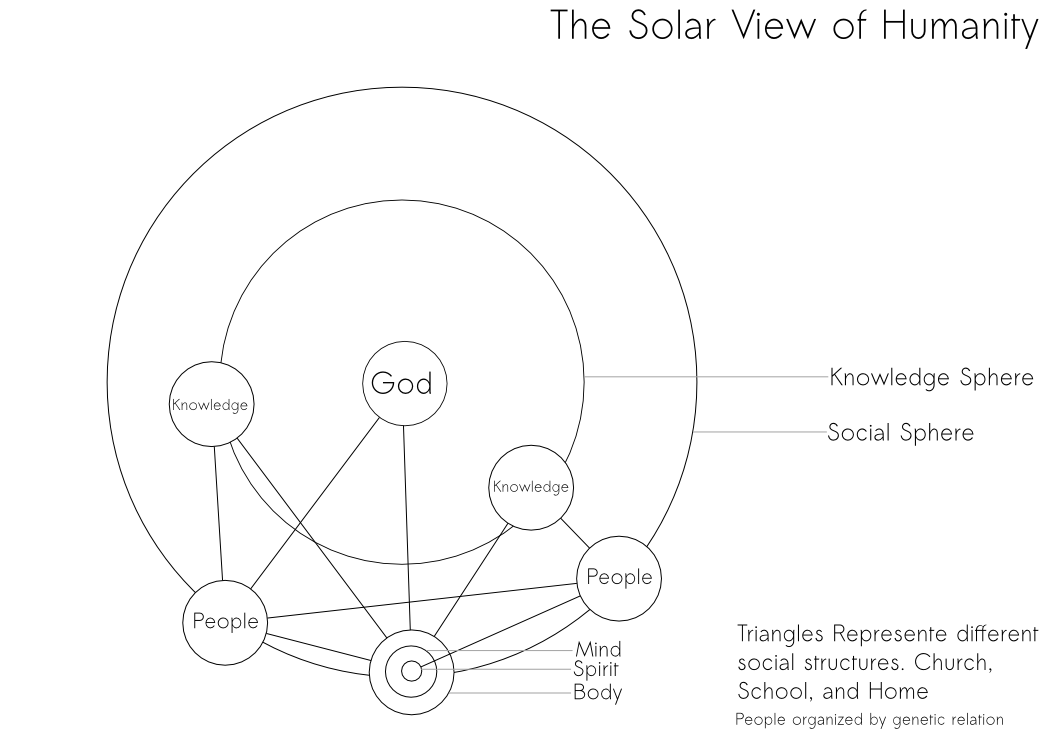 The Solar View of Humanity
God
Knowledge
Knowledge Sphere
Social Sphere
Knowledge
People
People
Mind
Spirit
Body
Triangles Represente different
social structures. Church,
School, and Home
People organized by genetic relation